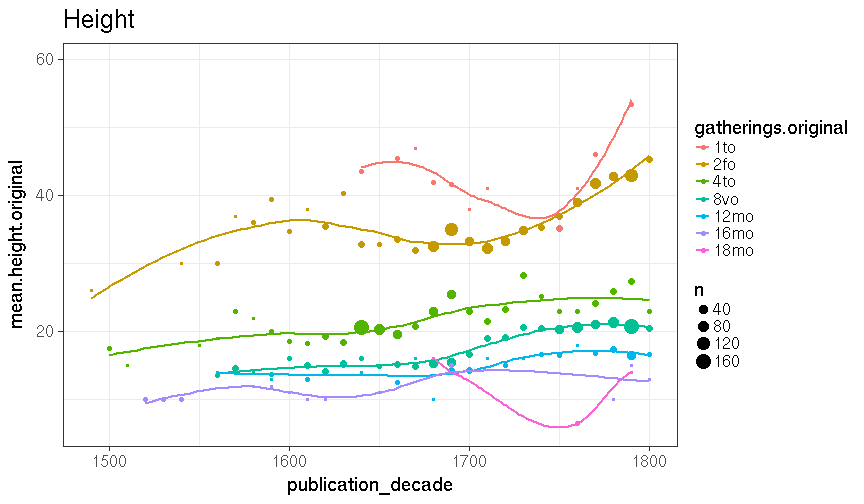 Height
60
40
20
mean.height.original
1500
1600
1700
1800
publication_decade
gatherings.original
1to
2fo
4to
8vo
12mo
16mo
18mo
n
40
80
120
160